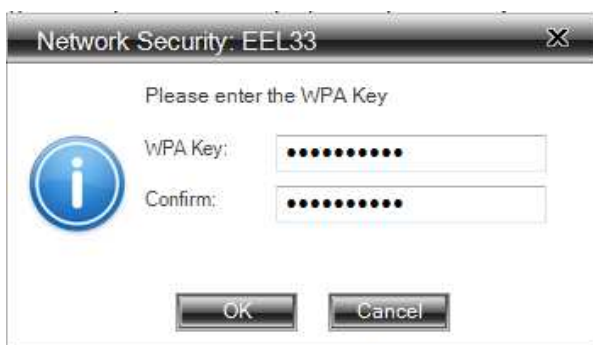 Network Security: EEL33
Please enter the WPA Key
WPA Key: ●●●●●●●●●●
Confirm: ●●●●●●●●●●
OK Cancel